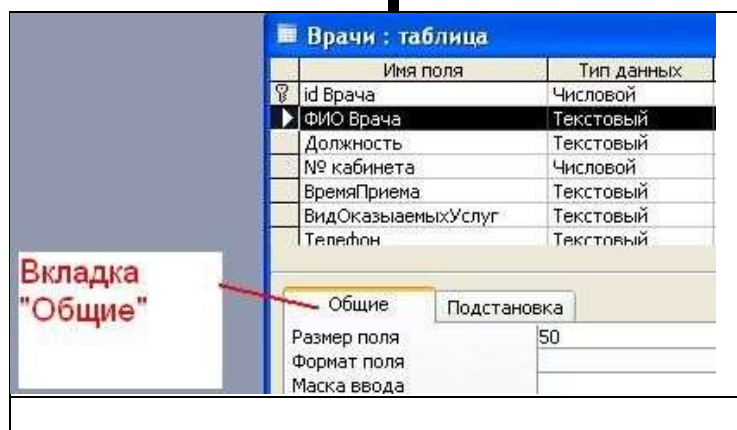 Врачи : таблица
Имя поля Тип данных
id Врача Числовой
ФИО Врача Текстовый
Должность Текстовый
№ кабинета Числовой
ВремяПриема Текстовый
ВидОказыаемыхУслуг Текстовый
Телефон Текстовый
Вкладка
"Общие"
Общие Подстановка
Размер поля 50
Формат поля
Маска ввода